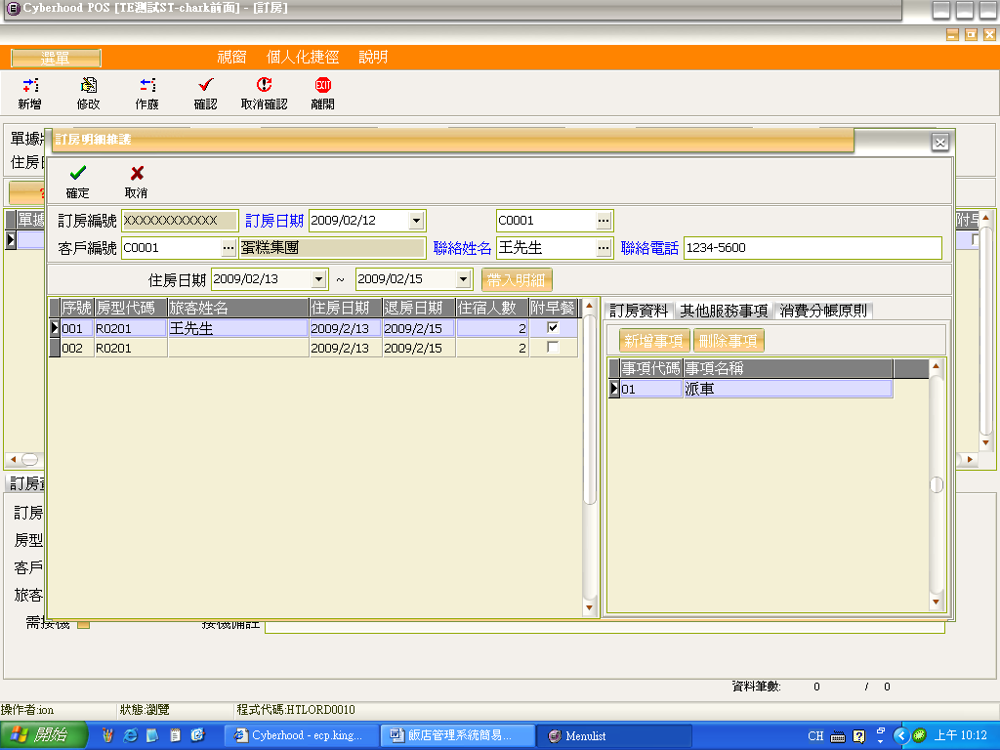 Cyberhood POS [TE測試ST-chark前面] - [訂房]
選單 視窗 個人化捷徑 說明
新增 修改 作廢 確認 取消確認 離開
單據
住房日
訂房明細維護
確定 取消
訂房編號 XXXXXXXXXXXX 訂房日期 2009/02/12 C0001
客戶編號 C0001 蛋糕集團 聯絡姓名 王先生 聯絡電話 1234-5600
住房日期 2009/02/13 ~ 2009/02/15 帶入明細
單據 附早
序號 房型代碼 旅客姓名 住房日期 退房日期 住宿人數 附早餐
001 R0201 王先生 2009/2/13 2009/2/15 2
002 R0201 2009/2/13 2009/2/15 2
訂房資料 其他服務事項 消費分帳原則
新增事項 刪除事項
事項代碼 事項名稱
01 派車
訂房資
訂房
房型
客戶
旅客
需接機 接機備註
資料筆數: 0 / 0
操作者:ion 狀態:瀏覽 程式代碼:HTLORD0010
開始 Cyberhood - ecp king... 飯店管理系統簡易... Menulist CH 上午 10:12